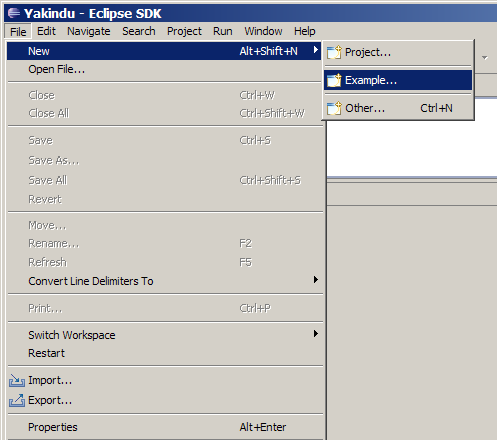 Yakindu - Eclipse SDK
File Edit Navigate Search Project Run Window Help
New Alt+Shift+N
Project...
Open File...
Example...
Close Ctrl+W
Other... Ctrl+N
Close All Ctrl+Shift+W
Save Ctrl+S
Save As...
Save All Ctrl+Shift+S
Revert
Move...
Rename... F2
Refresh F5
Convert Line Delimiters To
Print... Ctrl+P
Switch Workspace
Restart
Import...
Export...
Properties Alt+Enter